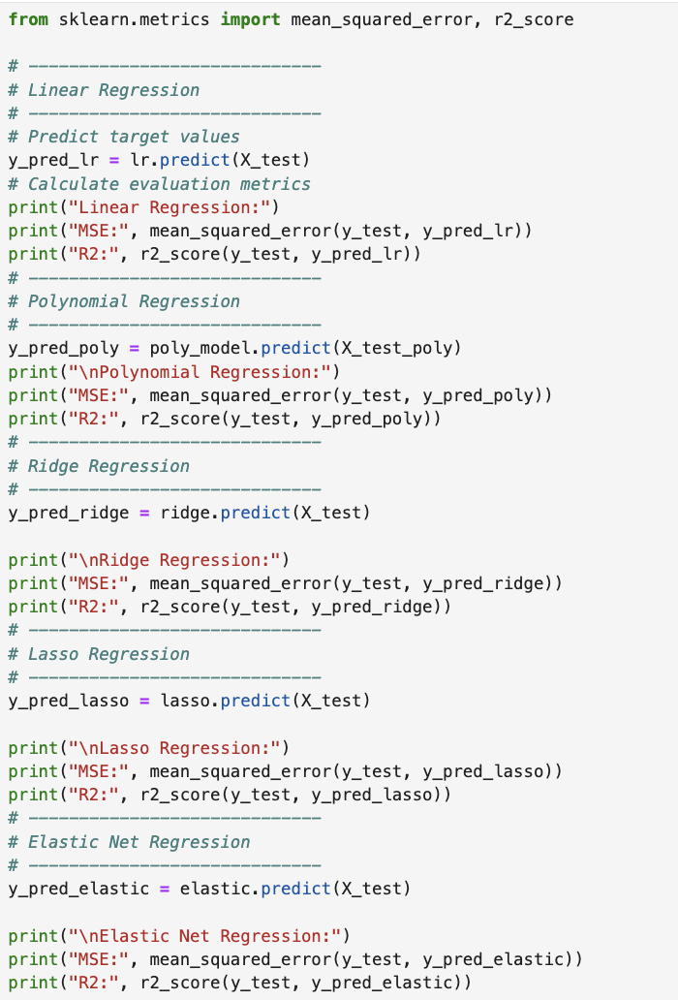 from sklearn.metrics import mean_squared_error, r2_score
# -----------------------------
# Linear Regression
# -----------------------------
# Predict target values
y_pred_lr = lr.predict(X_test)
# Calculate evaluation metrics
print("Linear Regression:")
print("MSE:", mean_squared_error(y_test, y_pred_lr))
print("R2:", r2_score(y_test, y_pred_lr))
# -----------------------------
# Polynomial Regression
# -----------------------------
y_pred_poly = poly_model.predict(X_test_poly)
print("\nPolynomial Regression:")
print("MSE:", mean_squared_error(y_test, y_pred_poly))
print("R2:", r2_score(y_test, y_pred_poly))
# -----------------------------
# Ridge Regression
# -----------------------------
y_pred_ridge = ridge.predict(X_test)
print("\nRidge Regression:")
print("MSE:", mean_squared_error(y_test, y_pred_ridge))
print("R2:", r2_score(y_test, y_pred_ridge))
# -----------------------------
# Lasso Regression
# -----------------------------
y_pred_lasso = lasso.predict(X_test)
print("\nLasso Regression:")
print("MSE:", mean_squared_error(y_test, y_pred_lasso))
print("R2:", r2_score(y_test, y_pred_lasso))
# -----------------------------
# Elastic Net Regression
# -----------------------------
y_pred_elastic = elastic.predict(X_test)
print("\nElastic Net Regression:")
print("MSE:", mean_squared_error(y_test, y_pred_elastic))
print("R2:", r2_score(y_test, y_pred_elastic))